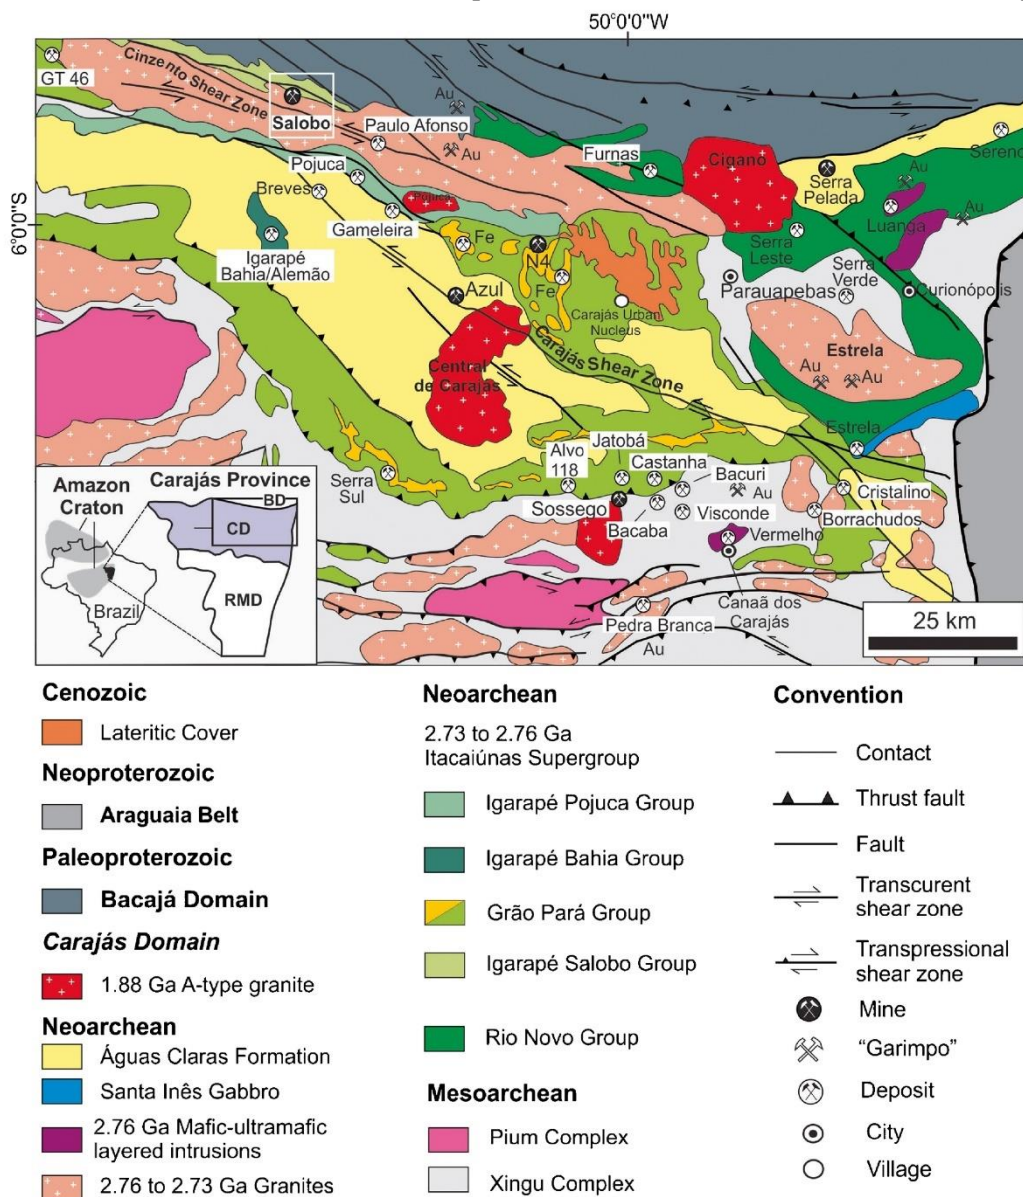 50°0'0"W
6°0'0"S
GT 46
Cinzento Shear Zone
Salobo
Paulo Afonso
Au
Au
Pojuca
Breves
Gameleira
Pojuca
Furnas
Cigano
Serra
Pelada
Sereno
Au
Luanga
Au
Igarapé
Bahia/Alemão
Fe
N4
Fe
Azul
Serra
Leste
Serra
Verde
Parauapebas
Curionópolis
Carajás Urban
Nucleus
Carajás Shear Zone
Central
de Carajás
Estrela
Au
Au
Estrela
Serra
Sul
Alvo
118
Jatobá
Castanha
Bacuri
Au
Sossego
Bacaba
Visconde
Vermelho
Cristalino
Borrachudos
Canaã dos
Carajás
Pedra Branca
Au
25 km
Amazon
Craton
Brazil
Carajás Province
BD
CD
RMD
Cenozoic
Lateritic Cover
Neoproterozoic
Araguaia Belt
Paleoproterozoic
Bacajá Domain
Carajás Domain
1.88 Ga A-type granite
Neoarchean
Águas Claras Formation
Santa Inês Gabbro
2.76 Ga Mafic-ultramafic
layered intrusions
2.76 to 2.73 Ga Granites
Neoarchean
2.73 to 2.76 Ga
Itacaiúnas Supergroup
Igarapé Pojuca Group
Igarapé Bahia Group
Grão Pará Group
Igarapé Salobo Group
Rio Novo Group
Mesoarchean
Pium Complex
Xingu Complex
Convention
Contact
Thrust fault
Fault
Transcurent
shear zone
Transpressional
shear zone
Mine
“Garimpo”
Deposit
City
Village